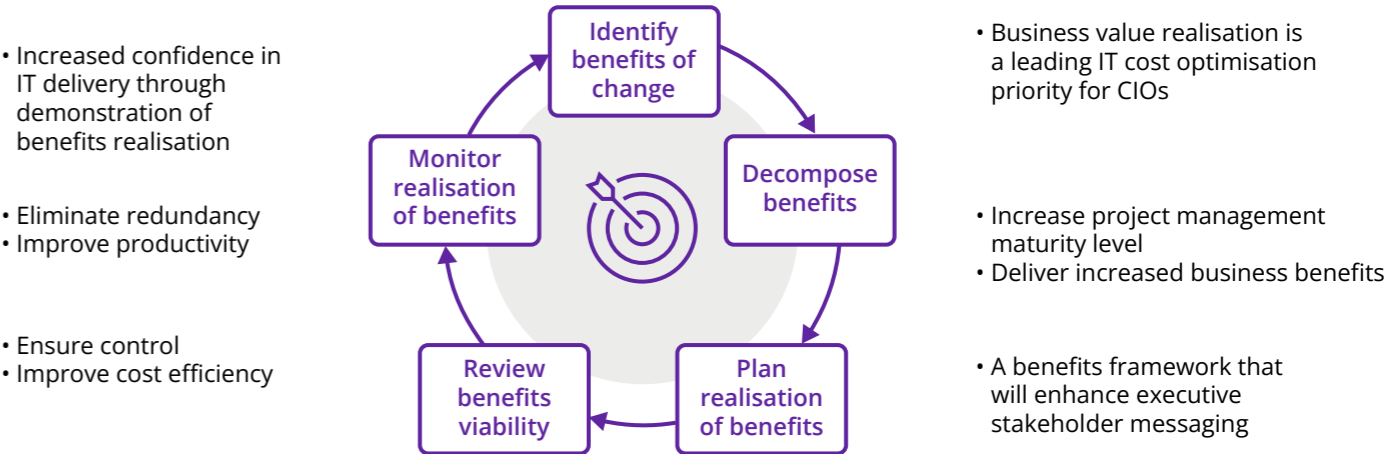 • Increased confidence in
IT delivery through
demonstration of
benefits realisation
• Eliminate redundancy
• Improve productivity
• Ensure control
• Improve cost efficiency
Identify
benefits of
change
Decompose
benefits
Plan
realisation
of benefits
Review
benefits
viability
Monitor
realisation
of benefits
• Business value realisation is
a leading IT cost optimisation
priority for CIOs
• Increase project management
maturity level
• Deliver increased business benefits
• A benefits framework that
will enhance executive
stakeholder messaging